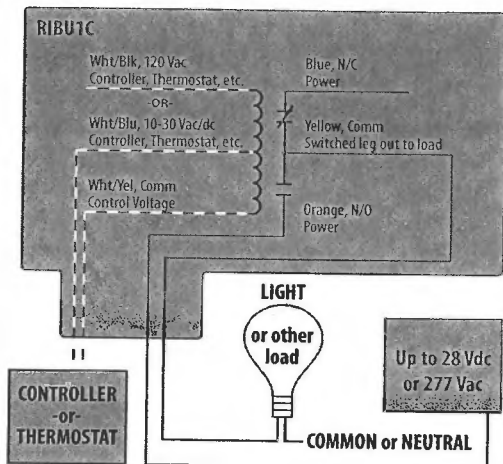 RIBU1C
Wht/Blk, 120 Vac
Controller, Thermostat, etc.
-OR-
Wht/Blu, 10-30 Vac/dc
Controller, Thermostat, etc.
Wht/Yel, Comm
Control Voltage
Blue, N/C
Power
Yellow, Comm
Switched leg out to load
Orange, N/O
Power
LIGHT
or other
load
Up to 28 Vdc
or 277 Vac
CONTROLLER
-or-
THERMOSTAT
COMMON or NEUTRAL